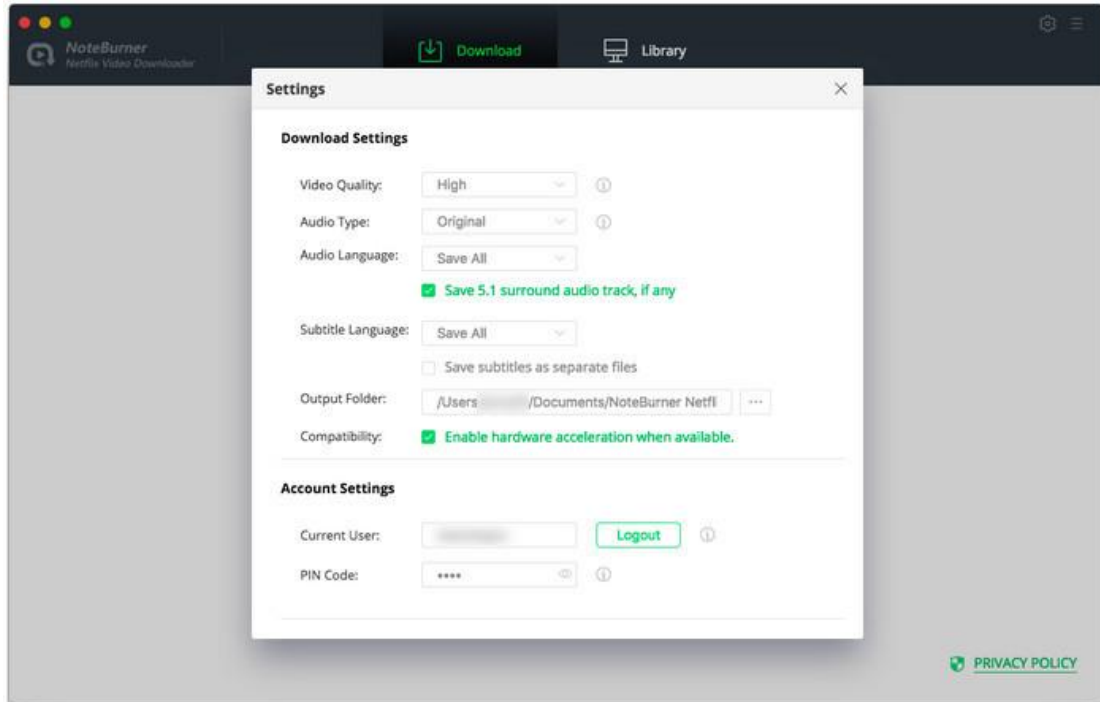 NoteBurner
Netflix Video Downloader
Download
Library
Settings
Download Settings
Video Quality: High
Audio Type: Original
Audio Language: Save All
Save 5.1 surround audio track, if any
Subtitle Language: Save All
Save subtitles as separate files
Output Folder: /Users /Documents/NoteBurner Netfli ...
Compatibility: Enable hardware acceleration when available.
Account Settings
Current User: Logout
PIN Code: ••••
PRIVACY POLICY